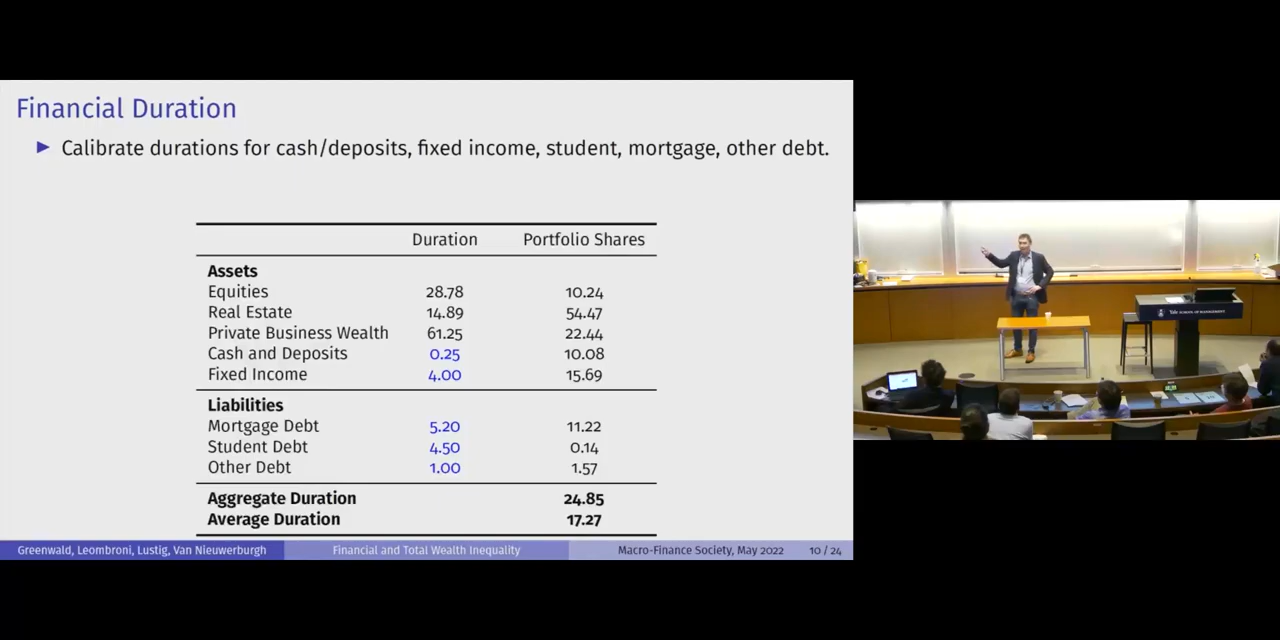 Financial Duration
▶ Calibrate durations for cash/deposits, fixed income, student, mortgage, other debt.
Duration Portfolio Shares
Assets
Equities 28.78 10.24
Real Estate 14.89 54.47
Private Business Wealth 61.25 22.44
Cash and Deposits 0.25 10.08
Fixed Income 4.00 15.69
Liabilities
Mortgage Debt 5.20 11.22
Student Debt 4.50 0.14
Other Debt 1.00 1.57
Aggregate Duration 24.85
Average Duration 17.27
Greenwald, Leombroni, Lustig, Van Nieuwerburgh Financial and Total Wealth Inequality Macro-Finance Society, May 2022 10 / 24
Yale SCHOOL OF MANAGEMENT